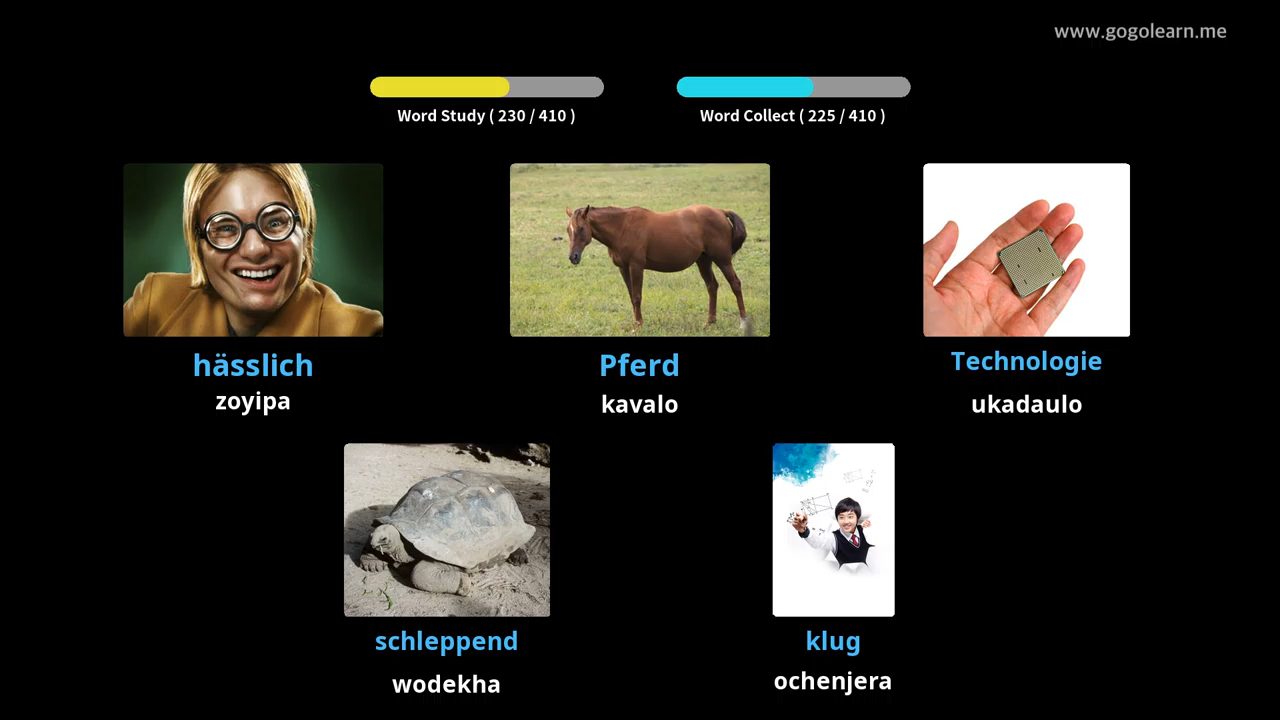 www.gogolearn.me
Word Study ( 230 / 410 )
Word Collect ( 225 / 410 )
hässlich
zoyipa
Pferd
kavalo
Technologie
ukadaulo
schleppend
wodekha
klug
ochenjera